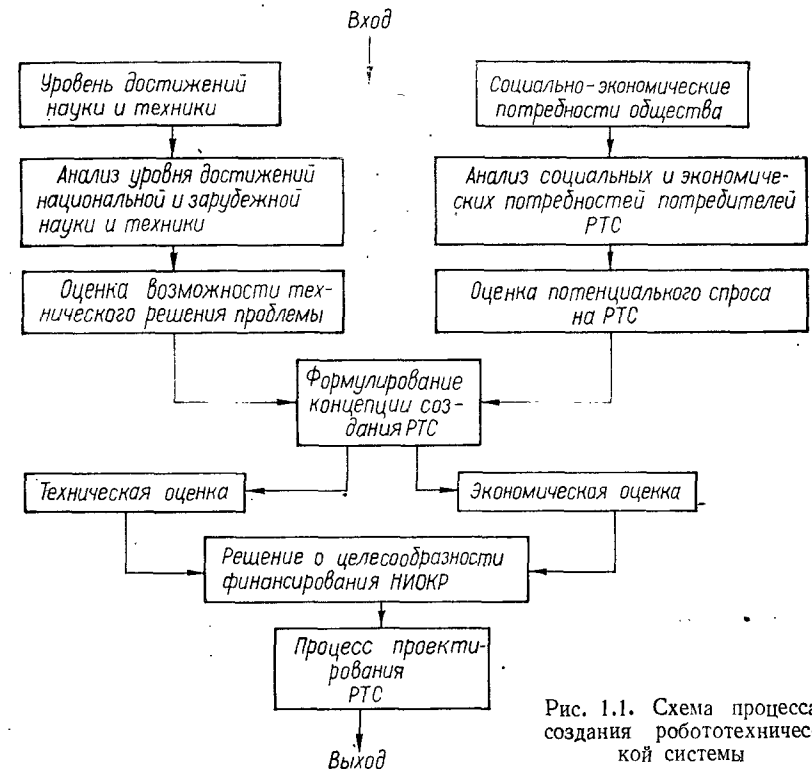 Вход
Уровень достижений
науки и техники
Социально-экономические
потребности общества
Анализ уровня достижений
национальной и зарубежной
науки и техники
Анализ социальных и экономиче-
ских потребностей потребителей
РТС
Оценка возможности тех-
нического решения проблемы
Оценка потенциального спроса
на РТС
Формулирование
концепции соз-
дания РТС
Техническая оценка
Экономическая оценка
Решение о целесообразности
финансирования НИОКР
Процесс проекти-
рования
РТС
Выход
Рис. 1.1. Схема процесса
создания робототехничес-
кой системы